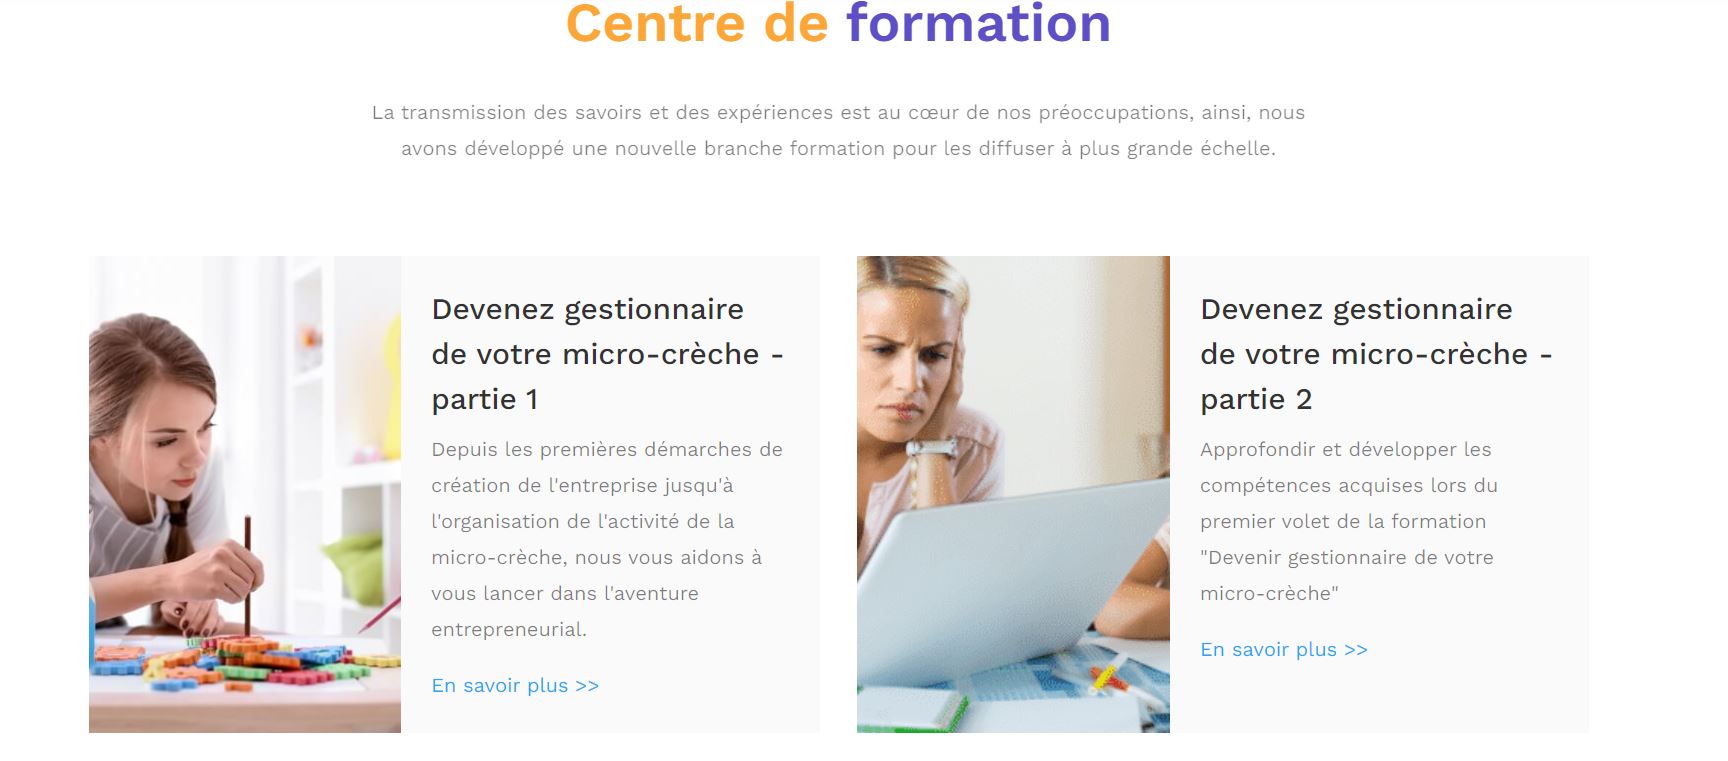 Centre de formation
La transmission des savoirs et des expériences est au cœur de nos préoccupations, ainsi, nous
avons développé une nouvelle branche formation pour les diffuser à plus grande échelle.
Devenez gestionnaire
de votre micro-crèche -
partie 1
Depuis les premières démarches de
création de l'entreprise jusqu'à
l'organisation de l'activité de la
micro-crèche, nous vous aidons à
vous lancer dans l'aventure
entrepreneurial.
En savoir plus >>
Devenez gestionnaire
de votre micro-crèche -
partie 2
Approfondir et développer les
compétences acquises lors du
premier volet de la formation
"Devenir gestionnaire de votre
micro-crèche"
En savoir plus >>